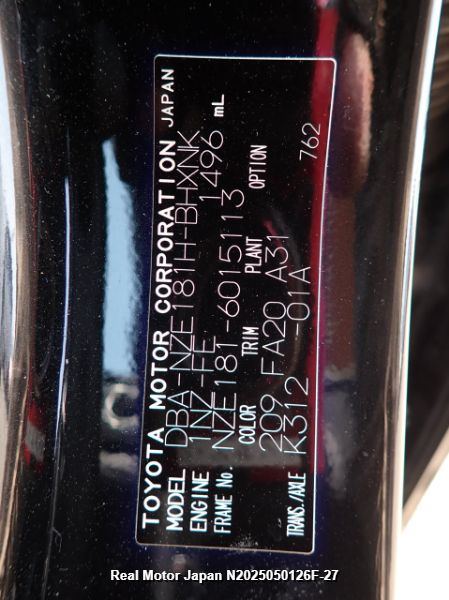 TOYOTA MOTOR CORPORATION JAPAN
MODEL DBA-NZE181H-BHXNK
ENGINE 1NZ-FE 1496 mL
FRAME No. NZE181-6015113
COLOR TRIM PLANT OPTION
209 FA20 A31
TRANS./AXLE K312 -01A 762
Real Motor Japan N2025050126F-27